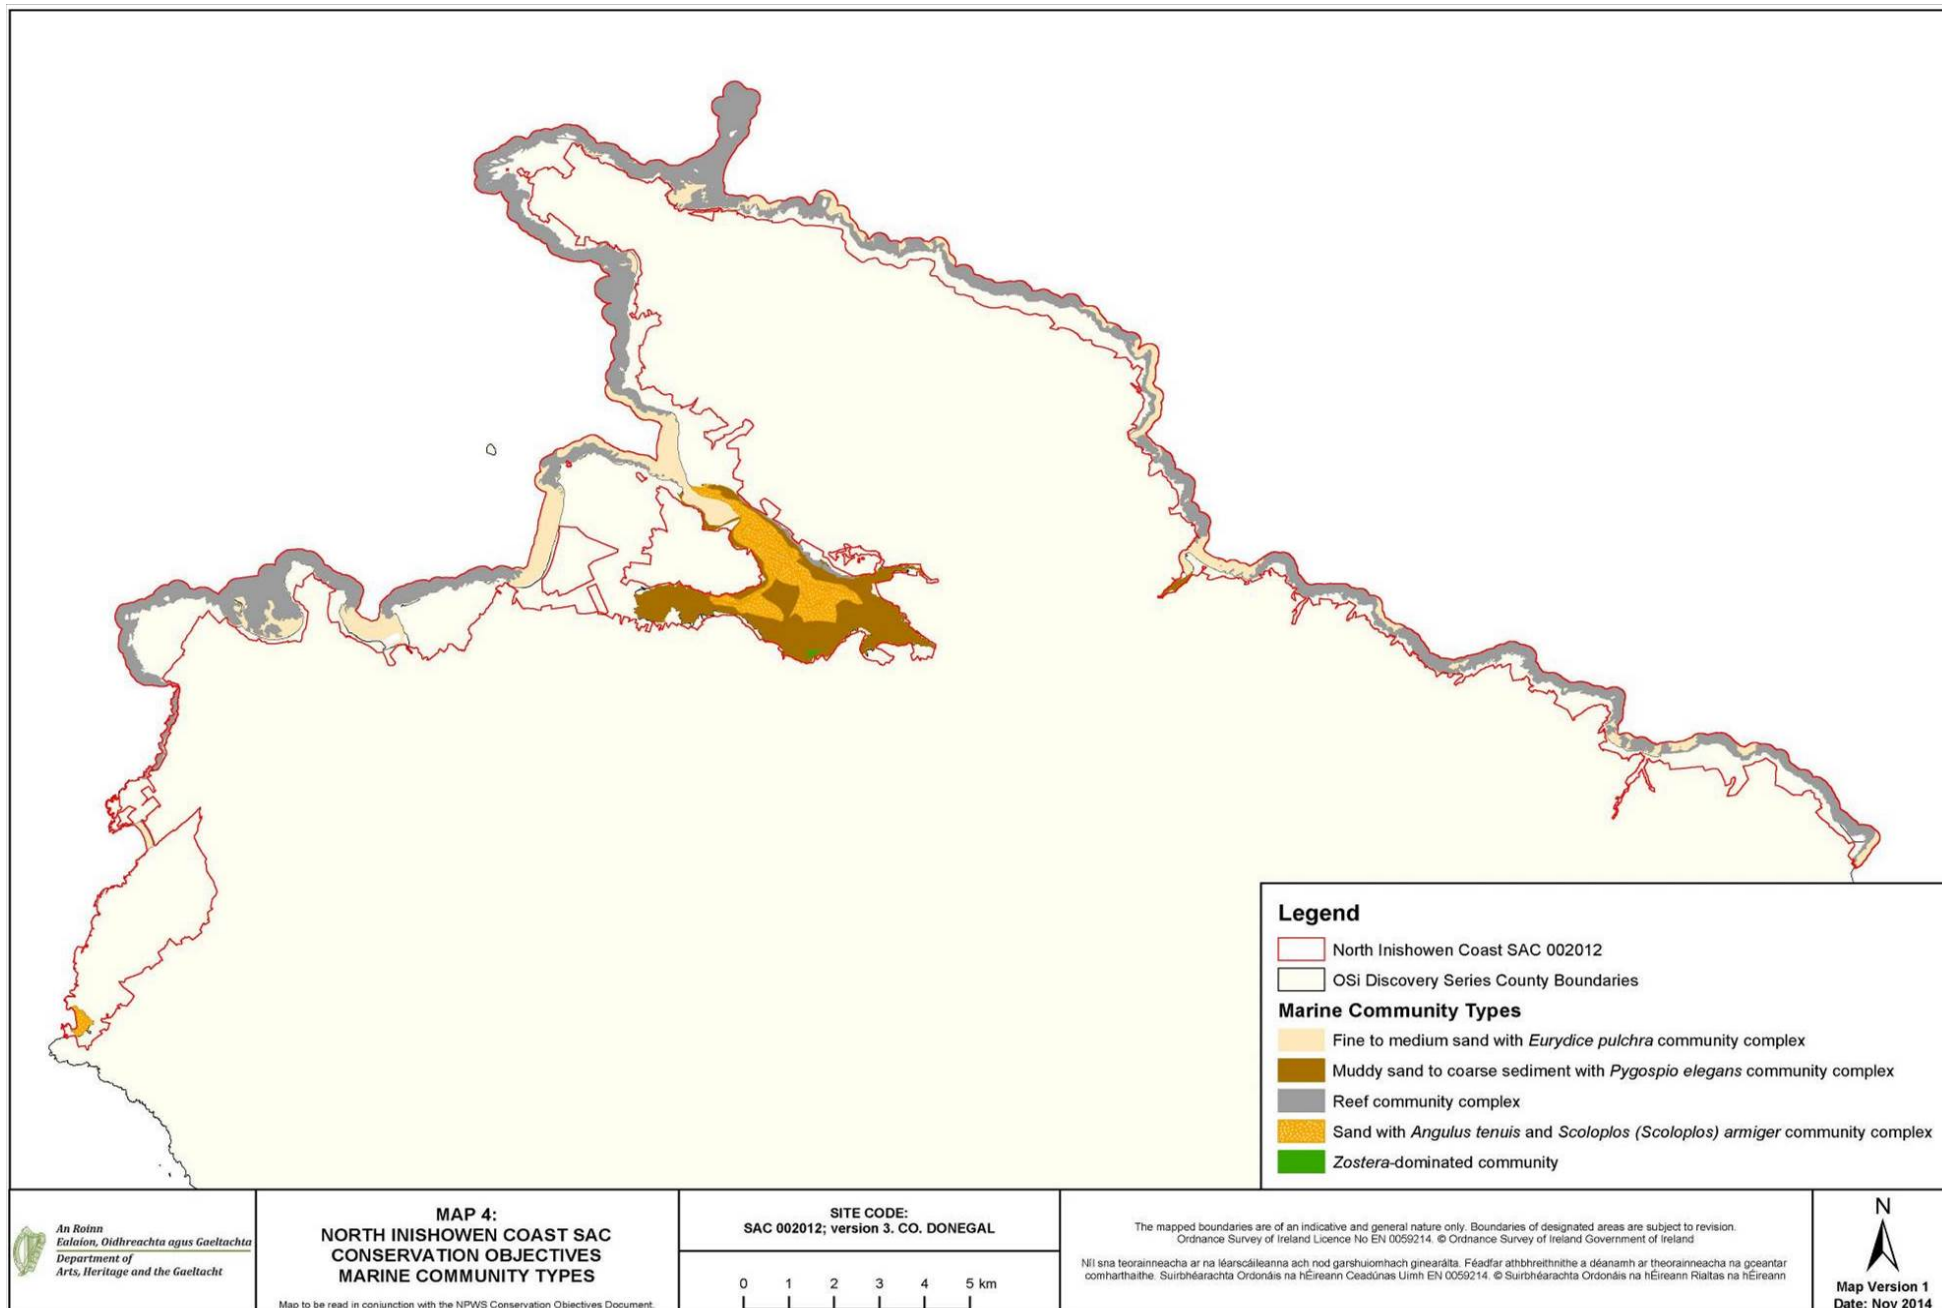 Legend
North Inishowen Coast SAC 002012
OSi Discovery Series County Boundaries
Marine Community Types
Fine to medium sand with Eurydice pulchra community complex
Muddy sand to coarse sediment with Pygospio elegans community complex
Reef community complex
Sand with Angulus tenuis and Scoloplos (Scoloplos) armiger community complex
Zostera-dominated community
An Roinn
Ealaíon, Oidhreachta agus Gaeltachta
Department of
Arts, Heritage and the Gaeltacht
MAP 4:
NORTH INISHOWEN COAST SAC
CONSERVATION OBJECTIVES
MARINE COMMUNITY TYPES
Map to be read in conjunction with the NPWS Conservation Objectives Document.
SITE CODE:
SAC 002012; version 3. CO. DONEGAL
0 1 2 3 4 5 km
The mapped boundaries are of an indicative and general nature only. Boundaries of designated areas are subject to revision.
Ordnance Survey of Ireland Licence No EN 0059214. © Ordnance Survey of Ireland Government of Ireland
Níl sna teorainneacha ar na léarscáileanna ach nod garshuiomhach ginearálta. Féadfar athbhreithnithe a déanamh ar theorainneacha na gceantar
comharthaithe. Suirbhéarachta Ordonáis na hÉireann Ceadúnas Uimh EN 0059214. © Suirbhéarachta Ordonáis na hÉireann Rialtas na hÉireann
N
Map Version 1
Date: Nov 2014